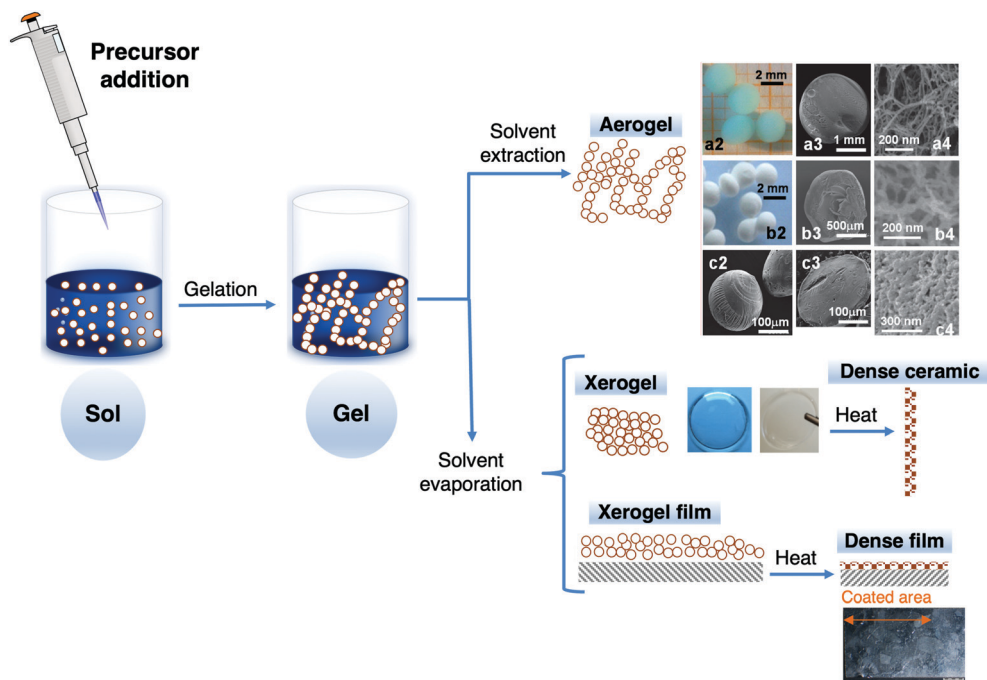 Precursor
addition
Sol
Gelation
Gel
Solvent
extraction
Aerogel
a2
2 mm
a3
1 mm
200 nm
a4
b2
2 mm
b3
500μm
200 nm
b4
c2
100μm
c3
100μm
300 nm
c4
Solvent
evaporation
Xerogel
Heat
Dense ceramic
Xerogel film
Heat
Dense film
Coated area